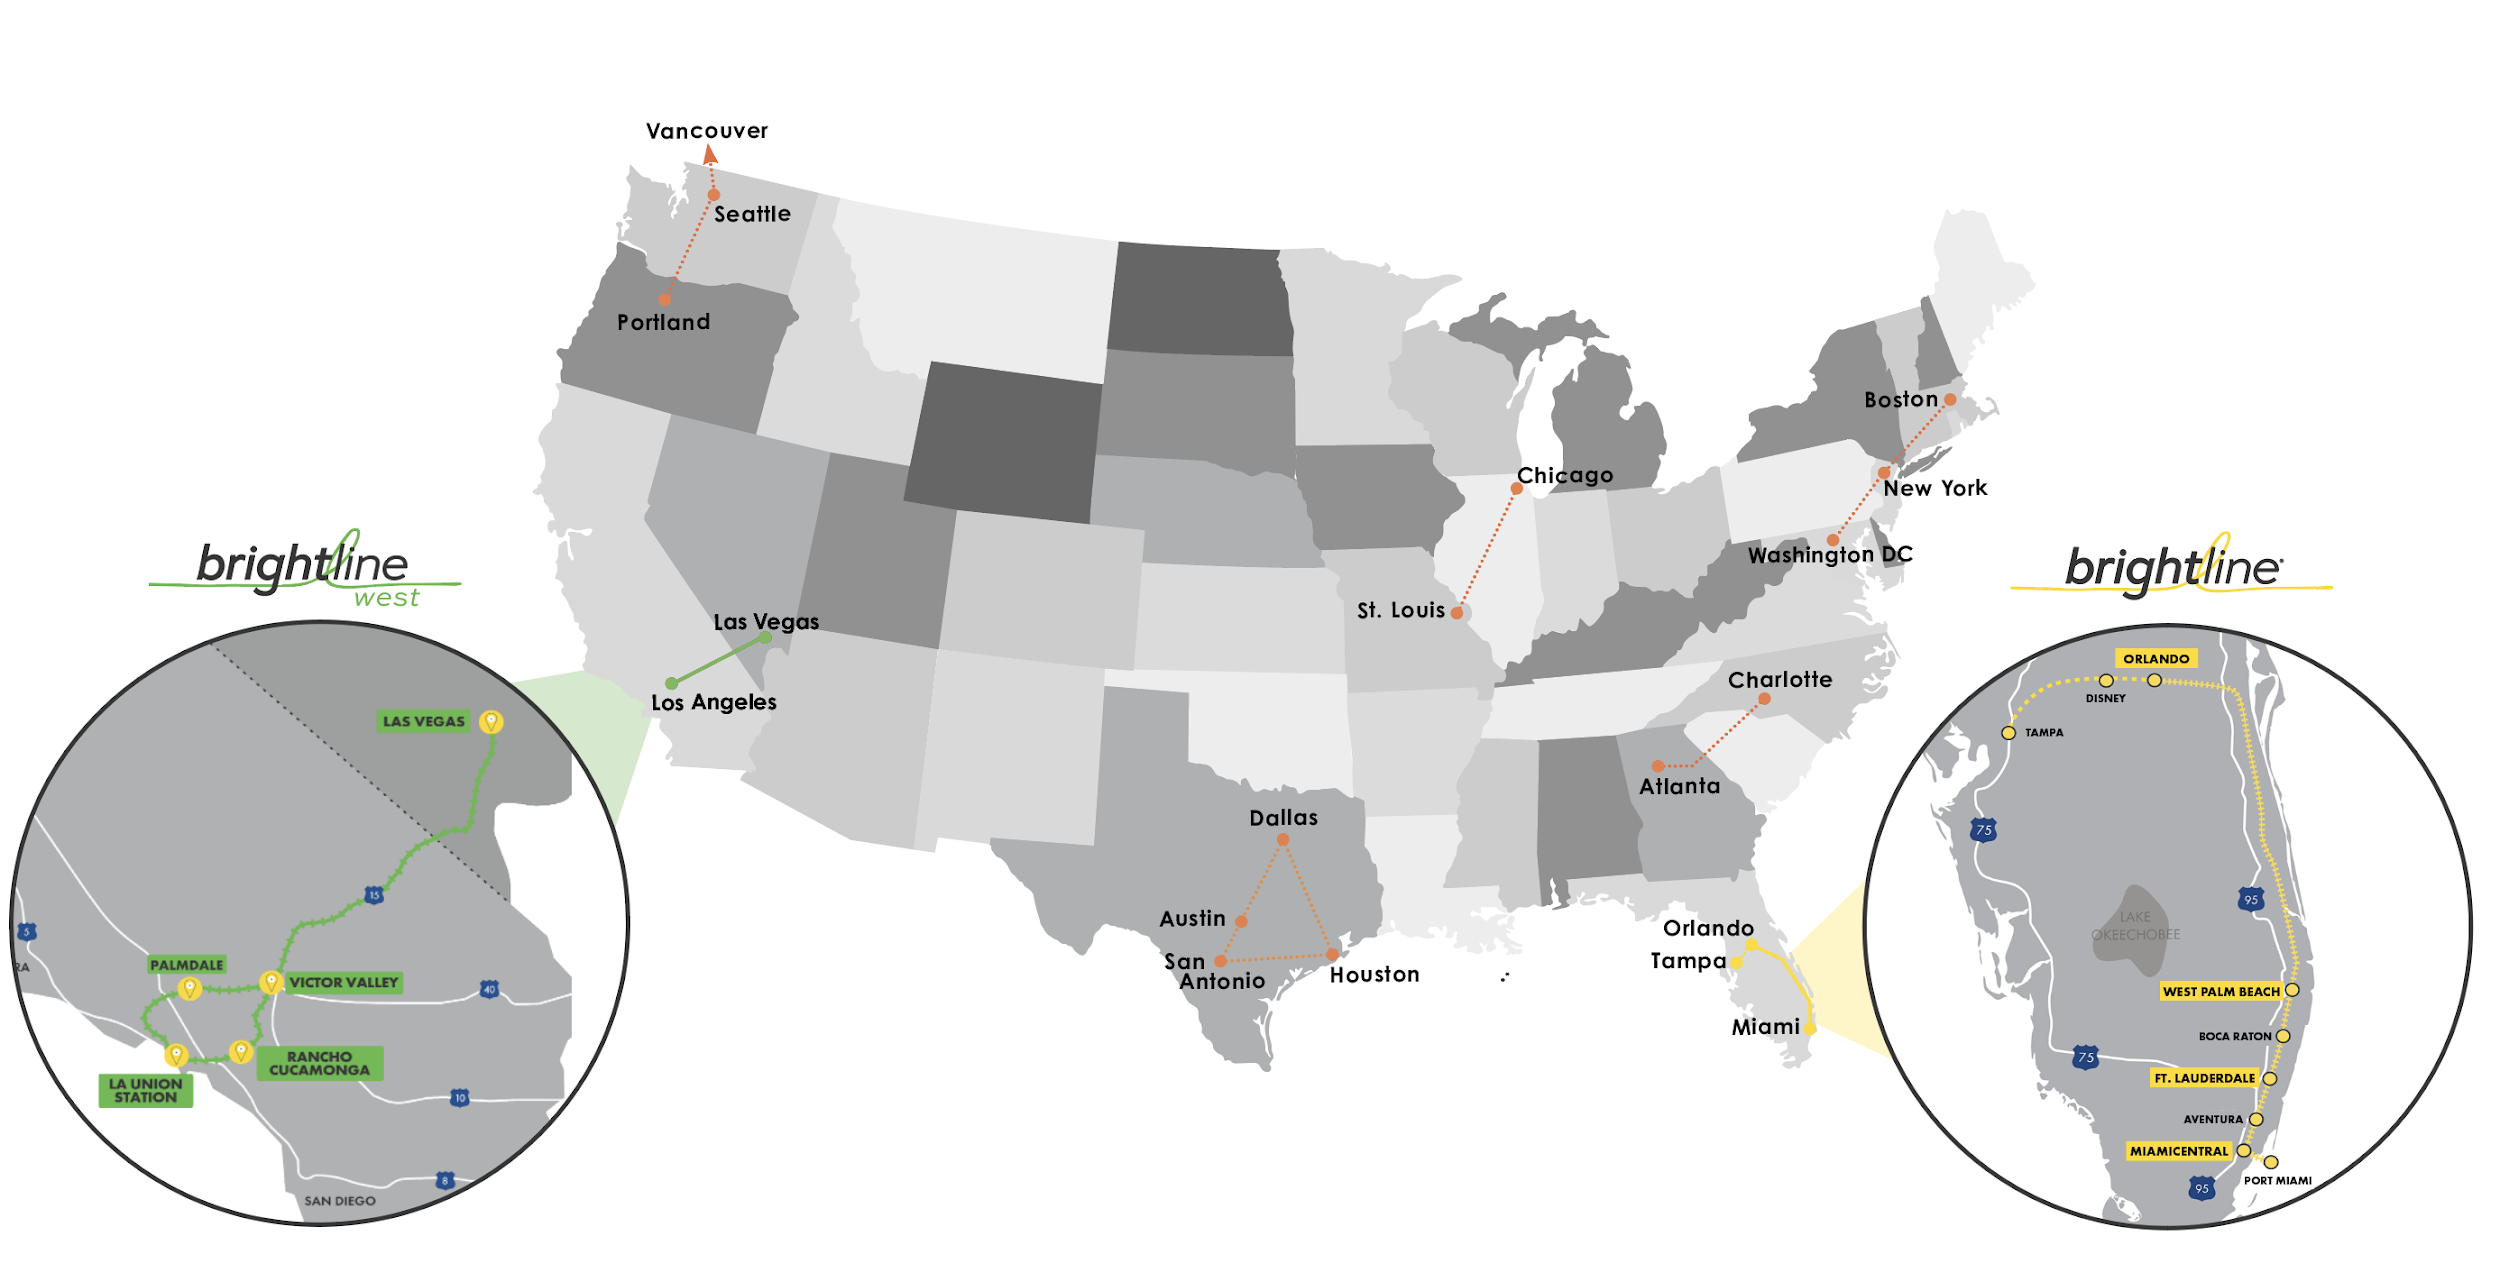 Vancouver
Seattle
Portland
Boston
Chicago
New York
Washington DC
St. Louis
Las Vegas
Los Angeles
Charlotte
Atlanta
Dallas
Austin
San
Antonio
Houston
Orlando
Tampa
Miami
brightline
west
LAS VEGAS
15
5
RA
PALMDALE
VICTOR VALLEY
40
RANCHO
CUCAMONGA
LA UNION
STATION
10
8
SAN DIEGO
brightline
ORLANDO
DISNEY
TAMPA
75
95
LAKE
OKEECHOBEE
WEST PALM BEACH
BOCA RATON
75
FT. LAUDERDALE
AVENTURA
MIAMICENTRAL
PORT MIAMI
95